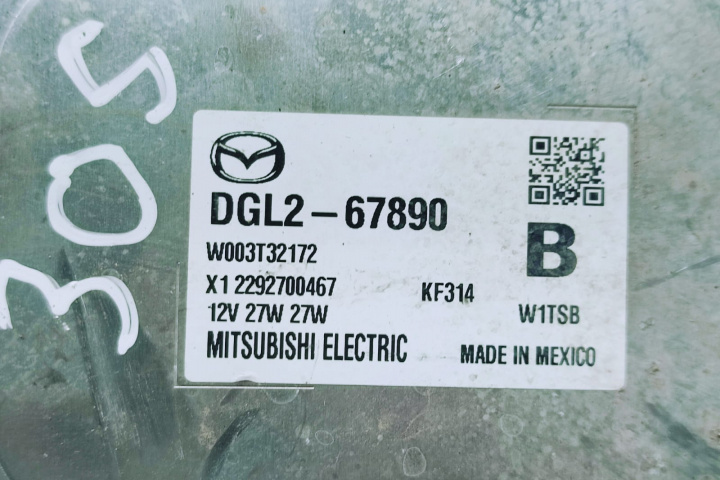 305
DGL2-67890
B
W003T32172
X1 2292700467
KF314
12V 27W 27W
W1TSB
MITSUBISHI ELECTRIC
MADE IN MEXICO